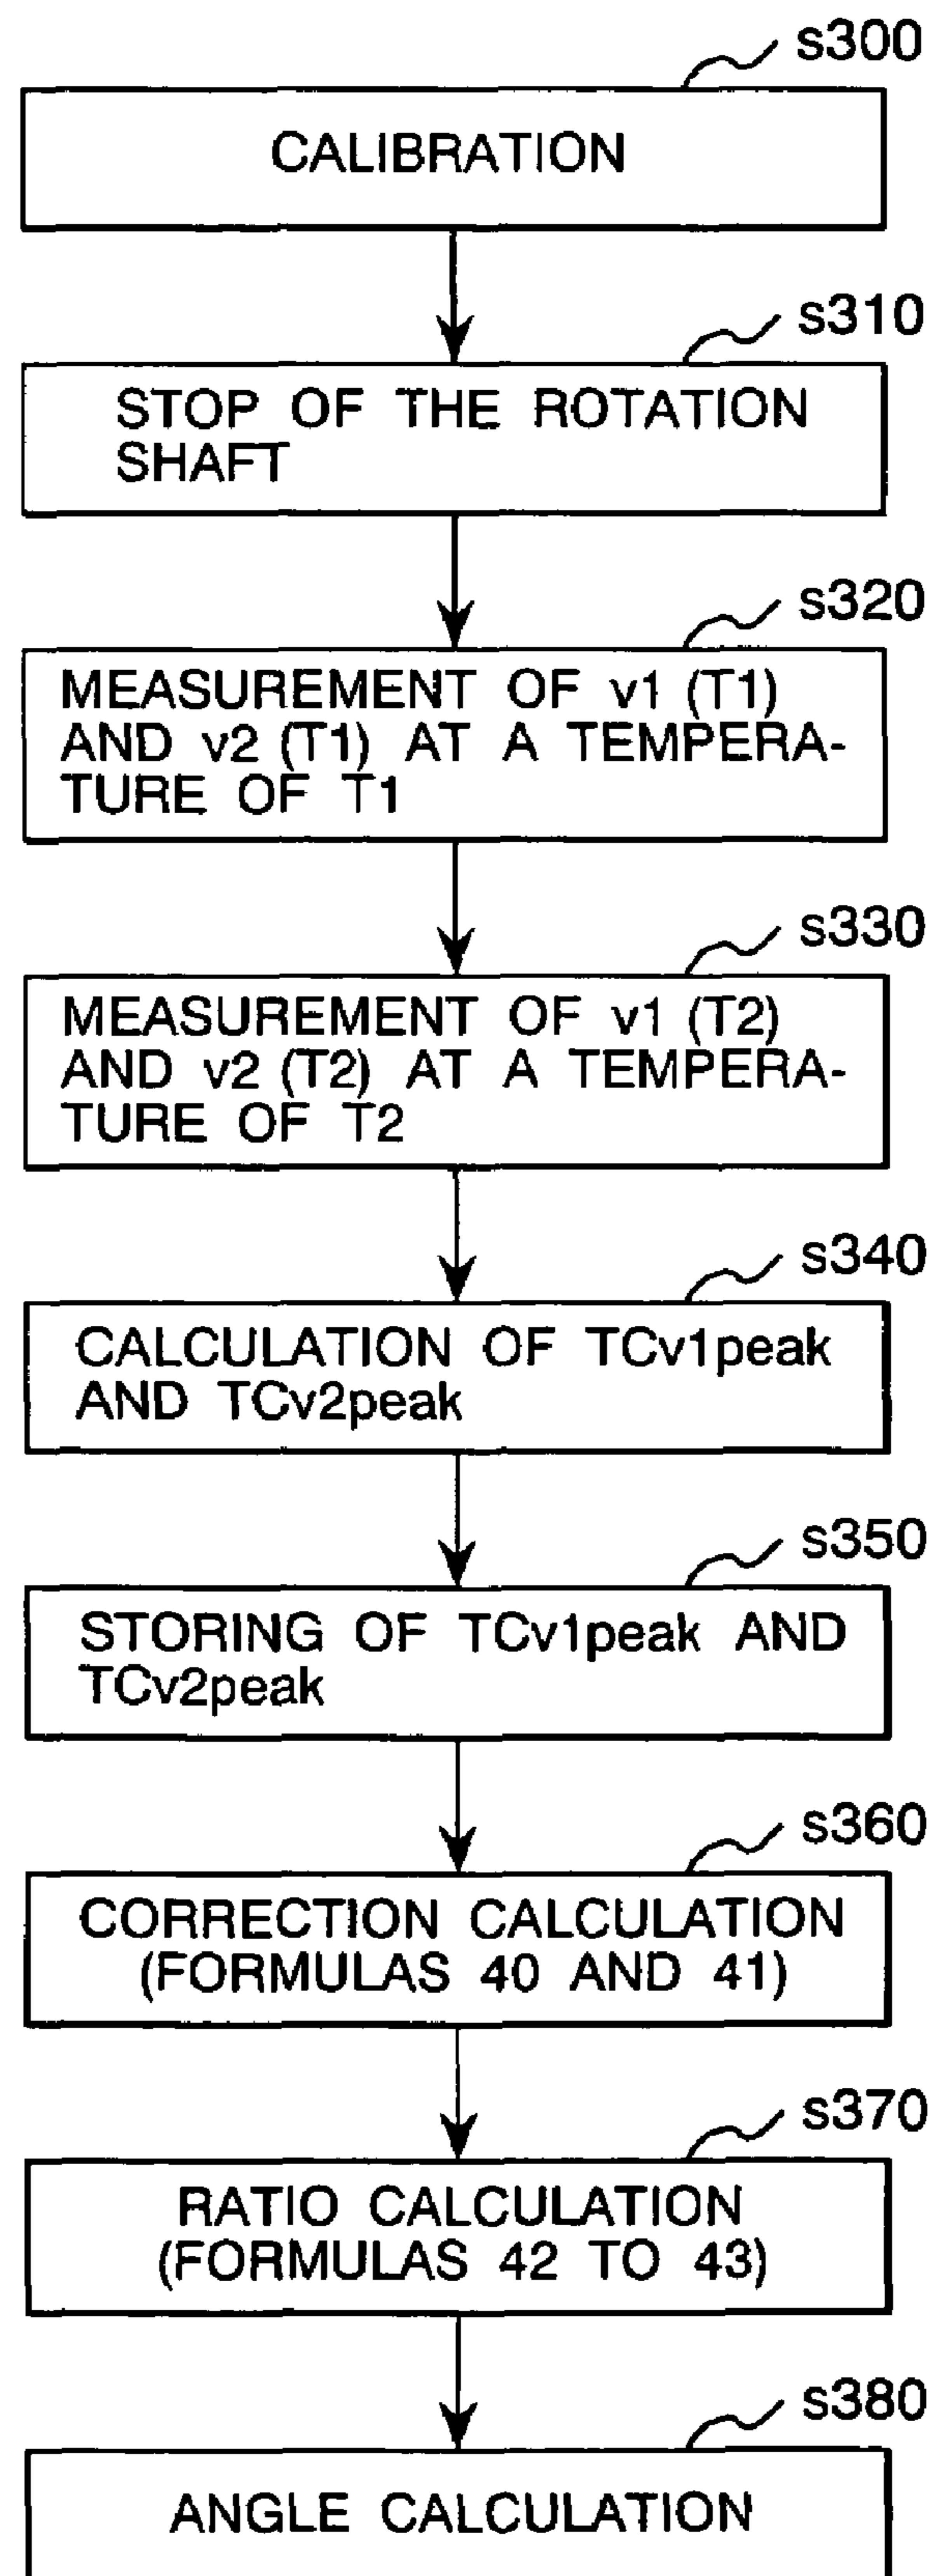 s300
CALIBRATION
s310
STOP OF THE ROTATION
SHAFT
s320
MEASUREMENT OF v1 (T1)
AND v2 (T1) AT A TEMPERA-
TURE OF T1
s330
MEASUREMENT OF v1 (T2)
AND v2 (T2) AT A TEMPERA-
TURE OF T2
s340
CALCULATION OF TCv1peak
AND TCv2peak
s350
STORING OF TCv1peak AND
TCv2peak
s360
CORRECTION CALCULATION
(FORMULAS 40 AND 41)
s370
RATIO CALCULATION
(FORMULAS 42 TO 43)
s380
ANGLE CALCULATION